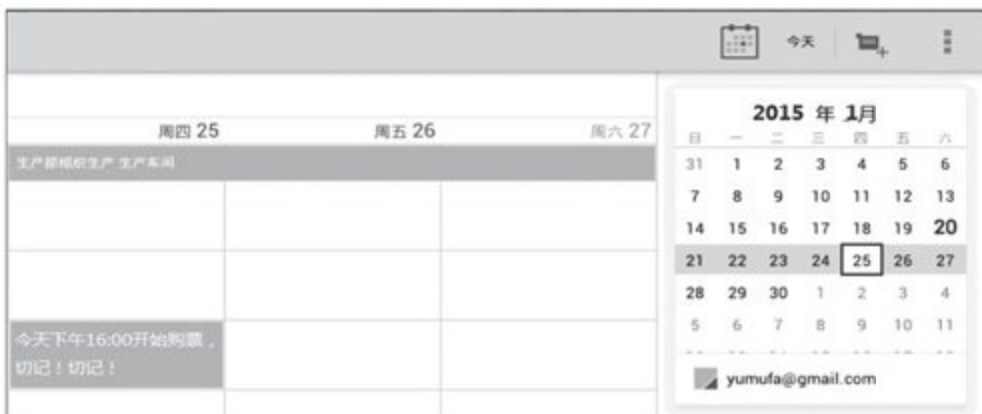 今天
周四 25 周五 26 周六 27
生产部组织生产 生产车间
今天下午16:00开始购票，
切记！切记！
2015 年 1月
日 一 二 三 四 五 六
31 1 2 3 4 5 6
7 8 9 10 11 12 13
14 15 16 17 18 19 20
21 22 23 24 25 26 27
28 29 30 1 2 3 4
5 6 7 8 9 10 11
yumufa@gmail.com